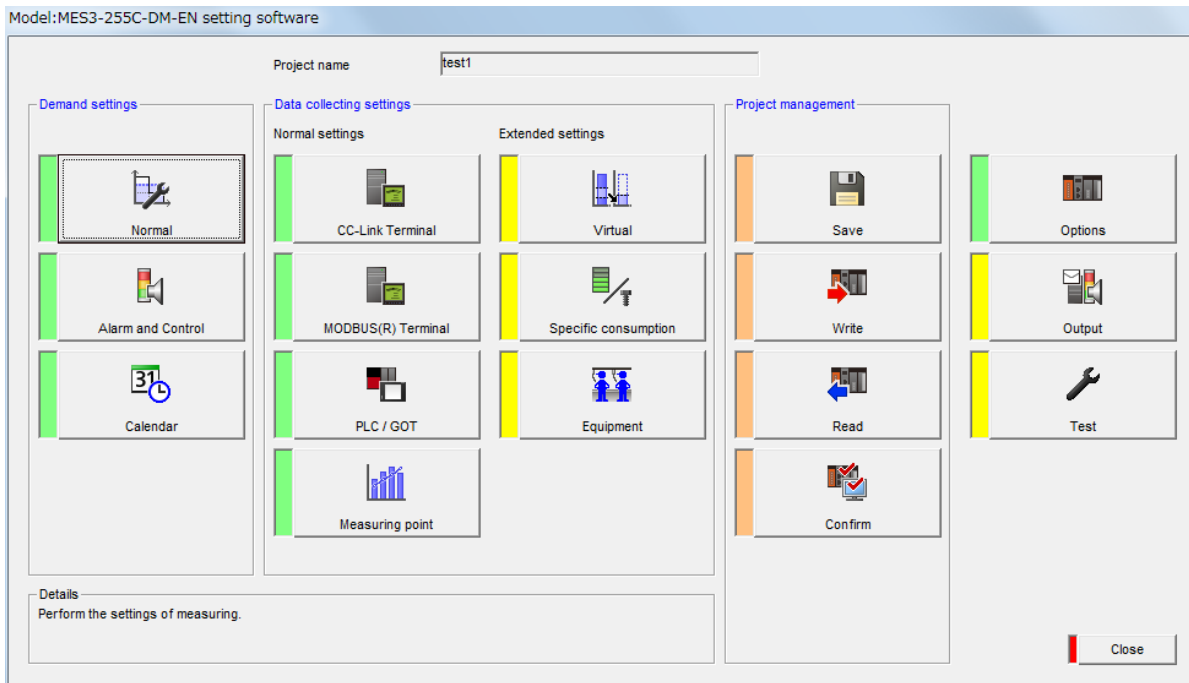 Model:MES3-255C-DM-EN setting software
Project name
test1
Demand settings
Data collecting settings
Project management
Normal settings
Extended settings
Normal
CC-Link Terminal
Virtual
Save
Options
Alarm and Control
MODBUS(R) Terminal
Specific consumption
Write
Output
31
Calendar
PLC / GOT
Equipment
Read
Test
Measuring point
Confirm
Details
Perform the settings of measuring.
Close